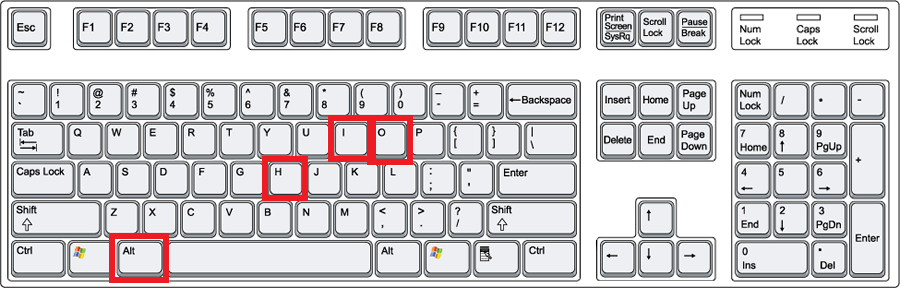 Esc F1 F2 F3 F4 F5 F6 F7 F8 F9 F10 F11 F12 Print Screen SysRq Scroll Lock Pause Break Num Lock Caps Lock Scroll Lock
~ ` ! 1 @ 2 # 3 $ 4 % 5 ^ 6 & 7 * 8 ( 9 ) 0 – - + = ←Backspace Insert Home Page Up Num Lock / * -
Tab Q W E R T Y U I O P { [ } ] | \ Delete End Page Down 7 Home 8 ↑ 9 PgUp +
Caps Lock A S D F G H J K L : ; " ' Enter 4 ← 5 6 →
Shift Z X C V B N M < , > . ? / Shift ↑ 1 End 2 ↓ 3 PgDn Enter
Ctrl Alt Alt Ctrl ← ↓ → 0 Ins . Del